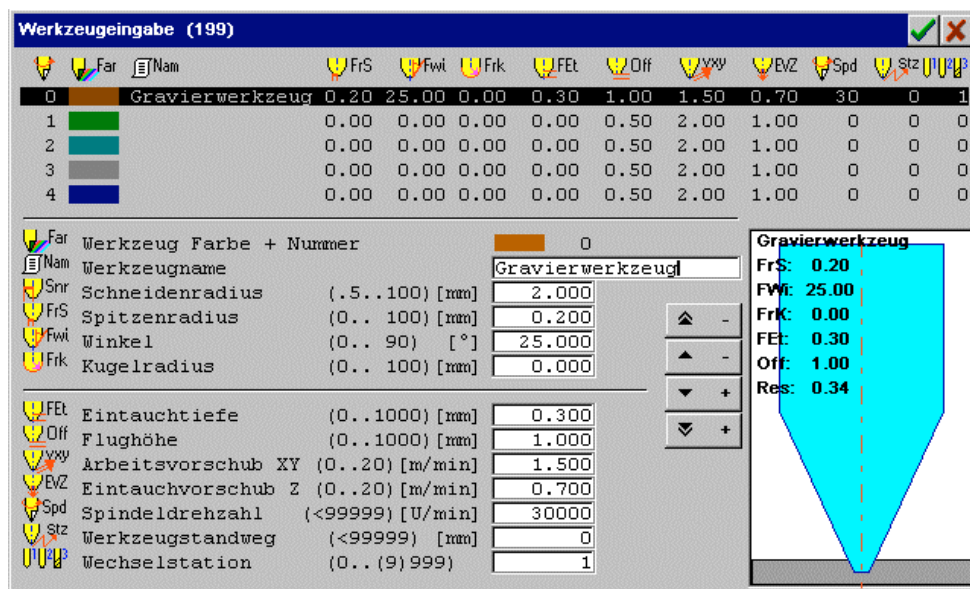 Werkzeugeingabe (199)
Far Nam FrS Fwi Frk FEt Off Vxy EvZ Spd Stz 1 2 3
0 Gravierwerkzeug 0.20 25.00 0.00 0.30 1.00 1.50 0.70 30 0 1
1 0.00 0.00 0.00 0.00 0.50 2.00 1.00 0 0 0
2 0.00 0.00 0.00 0.00 0.50 2.00 1.00 0 0 0
3 0.00 0.00 0.00 0.00 0.50 2.00 1.00 0 0 0
4 0.00 0.00 0.00 0.00 0.50 2.00 1.00 0 0 0
Far Werkzeug Farbe + Nummer 0
Nam Werkzeugname Gravierwerkzeug
Snr Schneidenradius (.5..100) [mm] 2.000
FrS Spitzenradius (0.. 100) [mm] 0.200
Fwi Winkel (0.. 90) [°] 25.000
Frk Kugelradius (0.. 100) [mm] 0.000
- 
-
+
+
FEt Eintauchtiefe (0..1000) [mm] 0.300
Off Flughöhe (0..1000) [mm] 1.000
Vxy Arbeitsvorschub XY (0..20) [m/min] 1.500
EvZ Eintauchvorschub Z (0..20) [m/min] 0.700
Spd Spindeldrehzahl (<99999) [U/min] 30000
Stz Werkzeugstandweg (<99999) [mm] 0
1 2 3 Wechselstation (0..(9)999) 1
Gravierwerkzeug
FrS: 0.20
FWi: 25.00
FrK: 0.00
FEt: 0.30
Off: 1.00
Res: 0.34